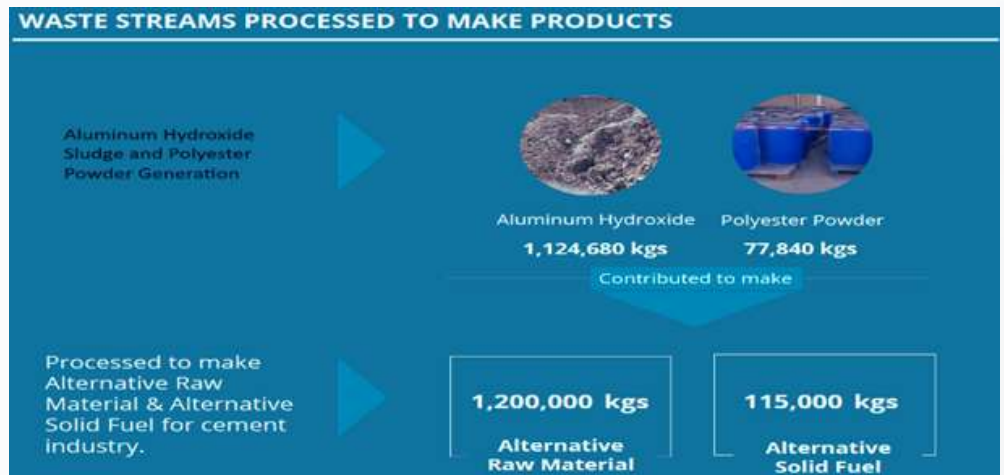 WASTE STREAMS PROCESSED TO MAKE PRODUCTS
Aluminum Hydroxide
Sludge and Polyester
Powder Generation
Aluminum Hydroxide
1,124,680 kgs
Polyester Powder
77,840 kgs
Contributed to make
Processed to make
Alternative Raw
Material & Alternative
Solid Fuel for cement
industry.
1,200,000 kgs
Alternative
Raw Material
115,000 kgs
Alternative
Solid Fuel